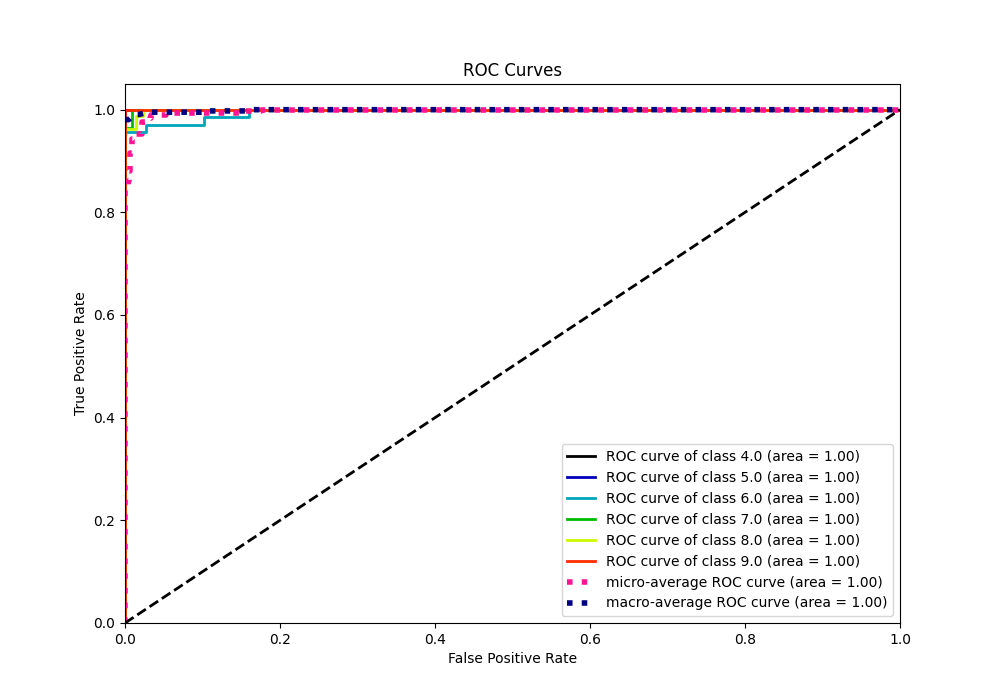 ROC Curves
True Positive Rate
1.0
0.8
0.6
0.4
0.2
0.0
ROC curve of class 4.0 (area = 1.00)
ROC curve of class 5.0 (area = 1.00)
ROC curve of class 6.0 (area = 1.00)
ROC curve of class 7.0 (area = 1.00)
ROC curve of class 8.0 (area = 1.00)
ROC curve of class 9.0 (area = 1.00)
micro-average ROC curve (area = 1.00)
macro-average ROC curve (area = 1.00)
0.0 0.2 0.4 0.6 0.8 1.0
False Positive Rate